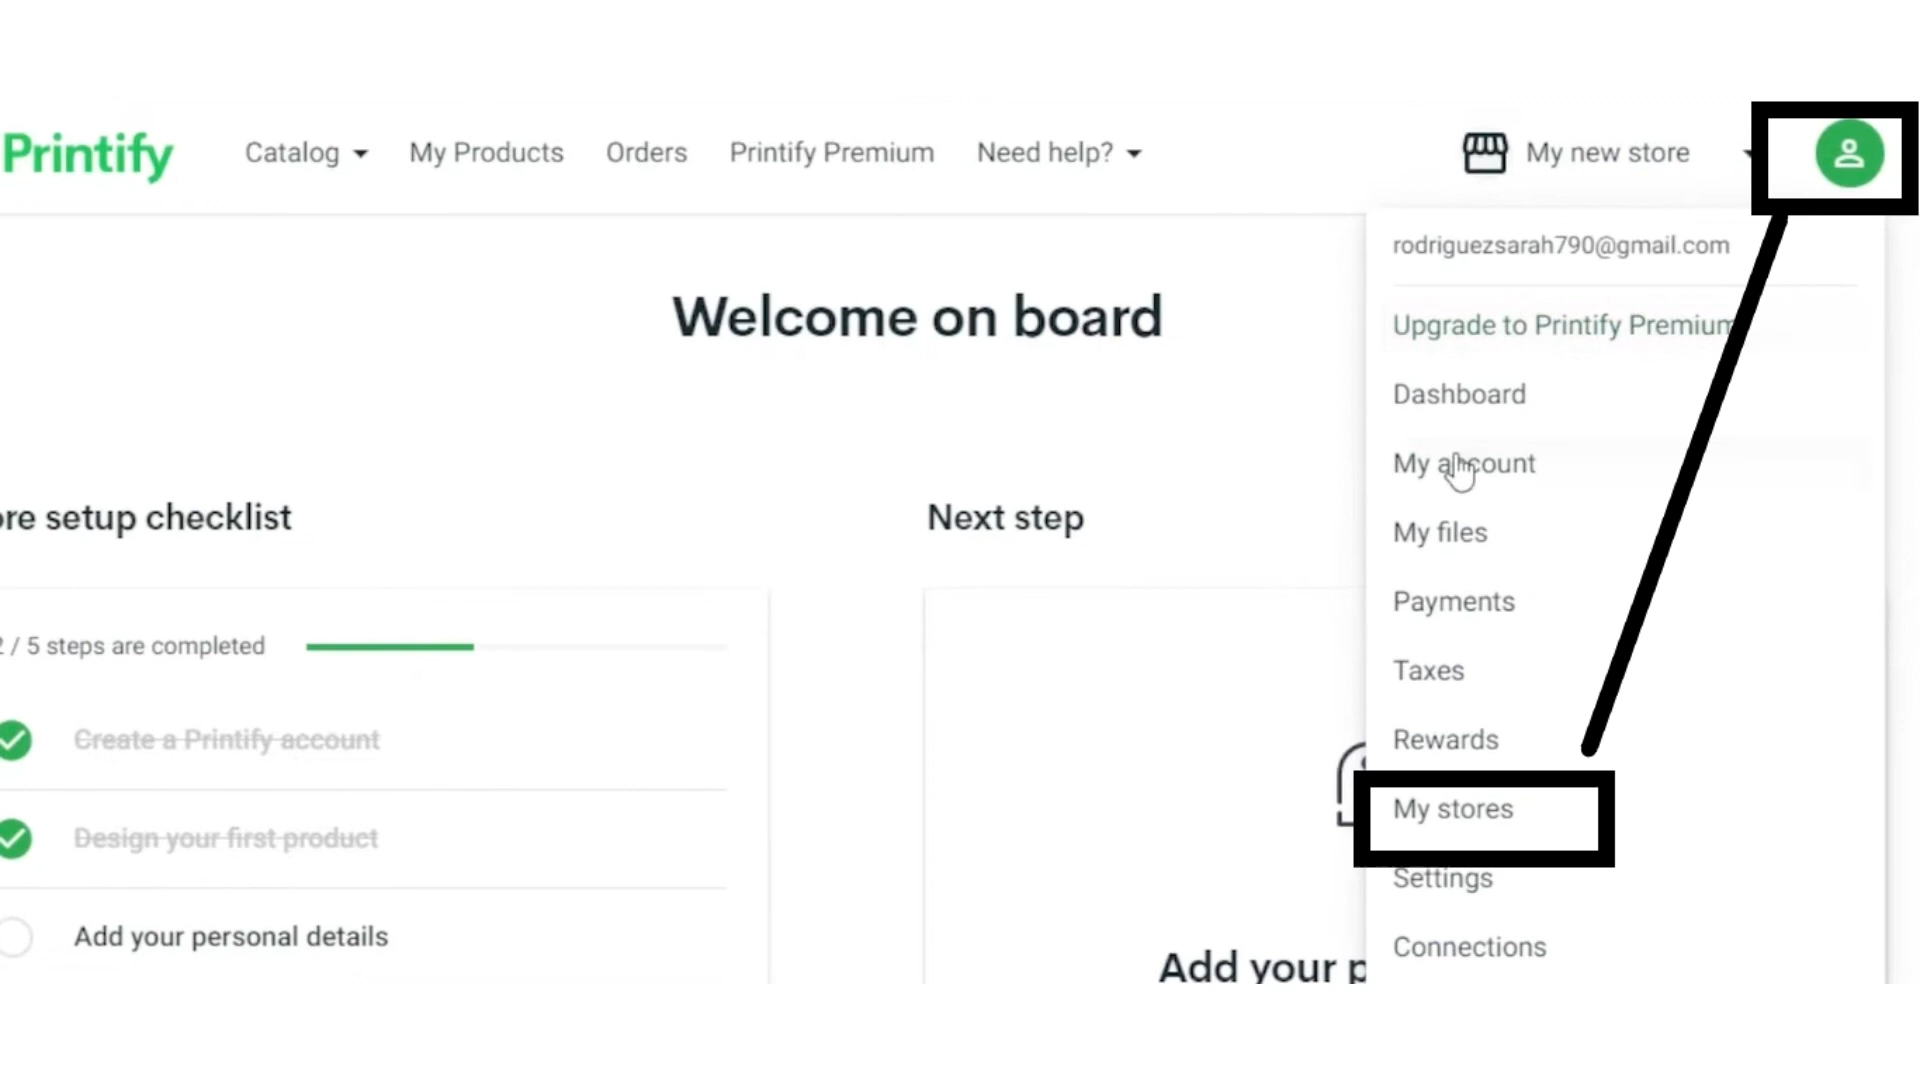 Printify
Catalog
My Products
Orders
Printify Premium
Need help?
My new store
rodriguezsarah790@gmail.com
Upgrade to Printify Premium
Dashboard
My account
My files
Payments
Taxes
Rewards
My stores
Settings
Connections
Welcome on board
ore setup checklist
2 / 5 steps are completed
Create a Printify account
Design your first product
Add your personal details
Next step
Add your p